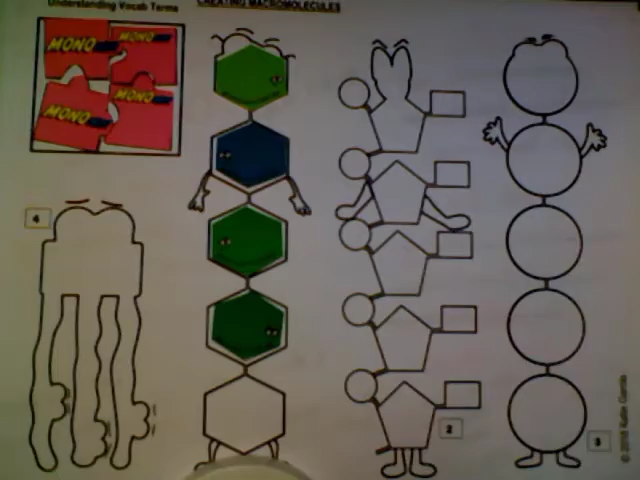 Understanding Vocab Terms
CREATING MACROMOLECULES
MONO
MONO
MONO
MONO
4
2
3